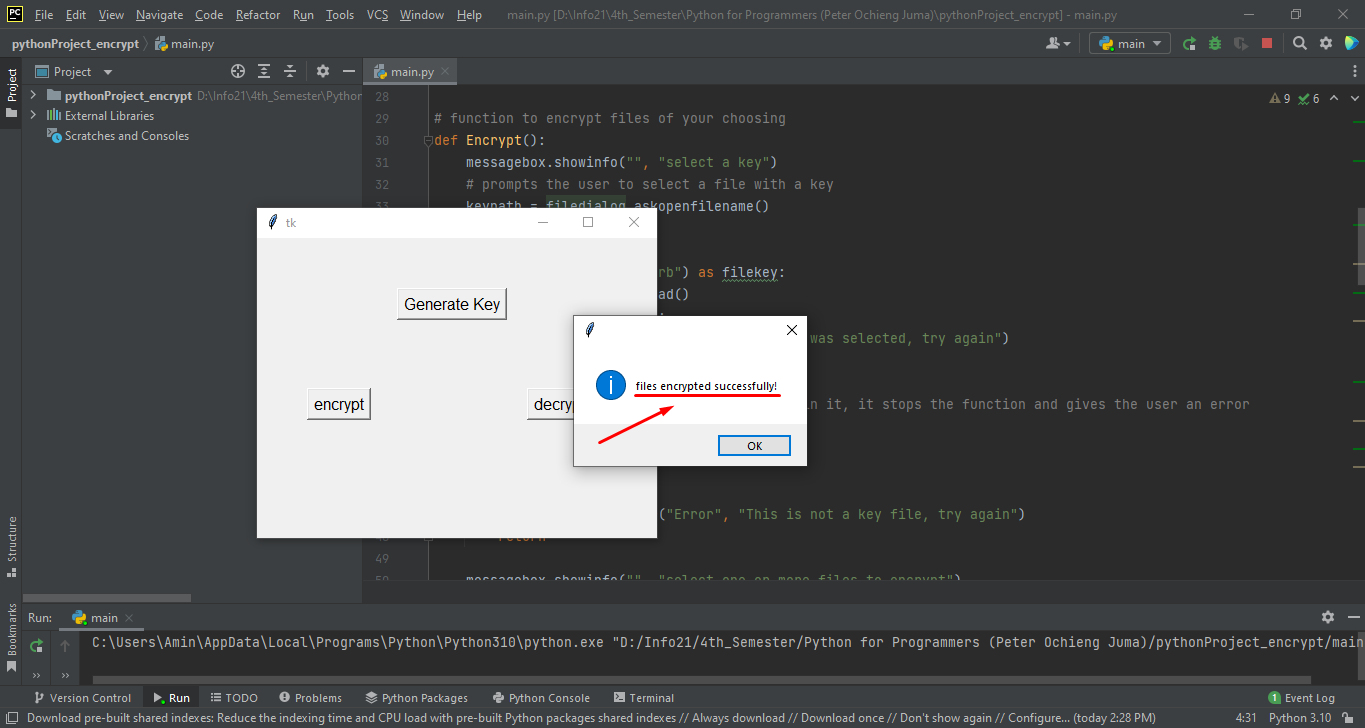 PC File Edit View Navigate Code Refactor Run Tools VCS Window Help main.py [D:\Info21\4th_Semester\Python for Programmers (Peter Ochieng Juma)\pythonProject_encrypt] - main.py
pythonProject_encrypt main.py main
Project
Project
main.py
pythonProject_encrypt D:\Info21\4th_Semester\Python
External Libraries
Scratches and Consoles
9 6
28
29 # function to encrypt files of your choosing
30 def Encrypt():
31 messagebox.showinfo("", "select a key")
32 # prompts the user to select a file with a key
33 keypath = filedialog.askopenfilename()
rb") as filekey:
ad()
:
was selected, try again")
n it, it stops the function and gives the user an error
("Error", "This is not a key file, try again")
48 return
49
50 messagebox.showinfo("", "select one or more files to encrypt")
tk
Generate Key
encrypt
decryp
i
files encrypted successfully!
OK
Structure
Bookmarks
Run: main
C:\Users\Amin\AppData\Local\Programs\Python\Python310\python.exe "D:/Info21/4th_Semester/Python for Programmers (Peter Ochieng Juma)/pythonProject_encrypt/main
Version Control Run TODO Problems Python Packages Python Console Terminal 1 Event Log
Download pre-built shared indexes: Reduce the indexing time and CPU load with pre-built Python packages shared indexes // Always download // Download once // Don't show again // Configure... (today 2:28 PM) 4:31 Python 3.10